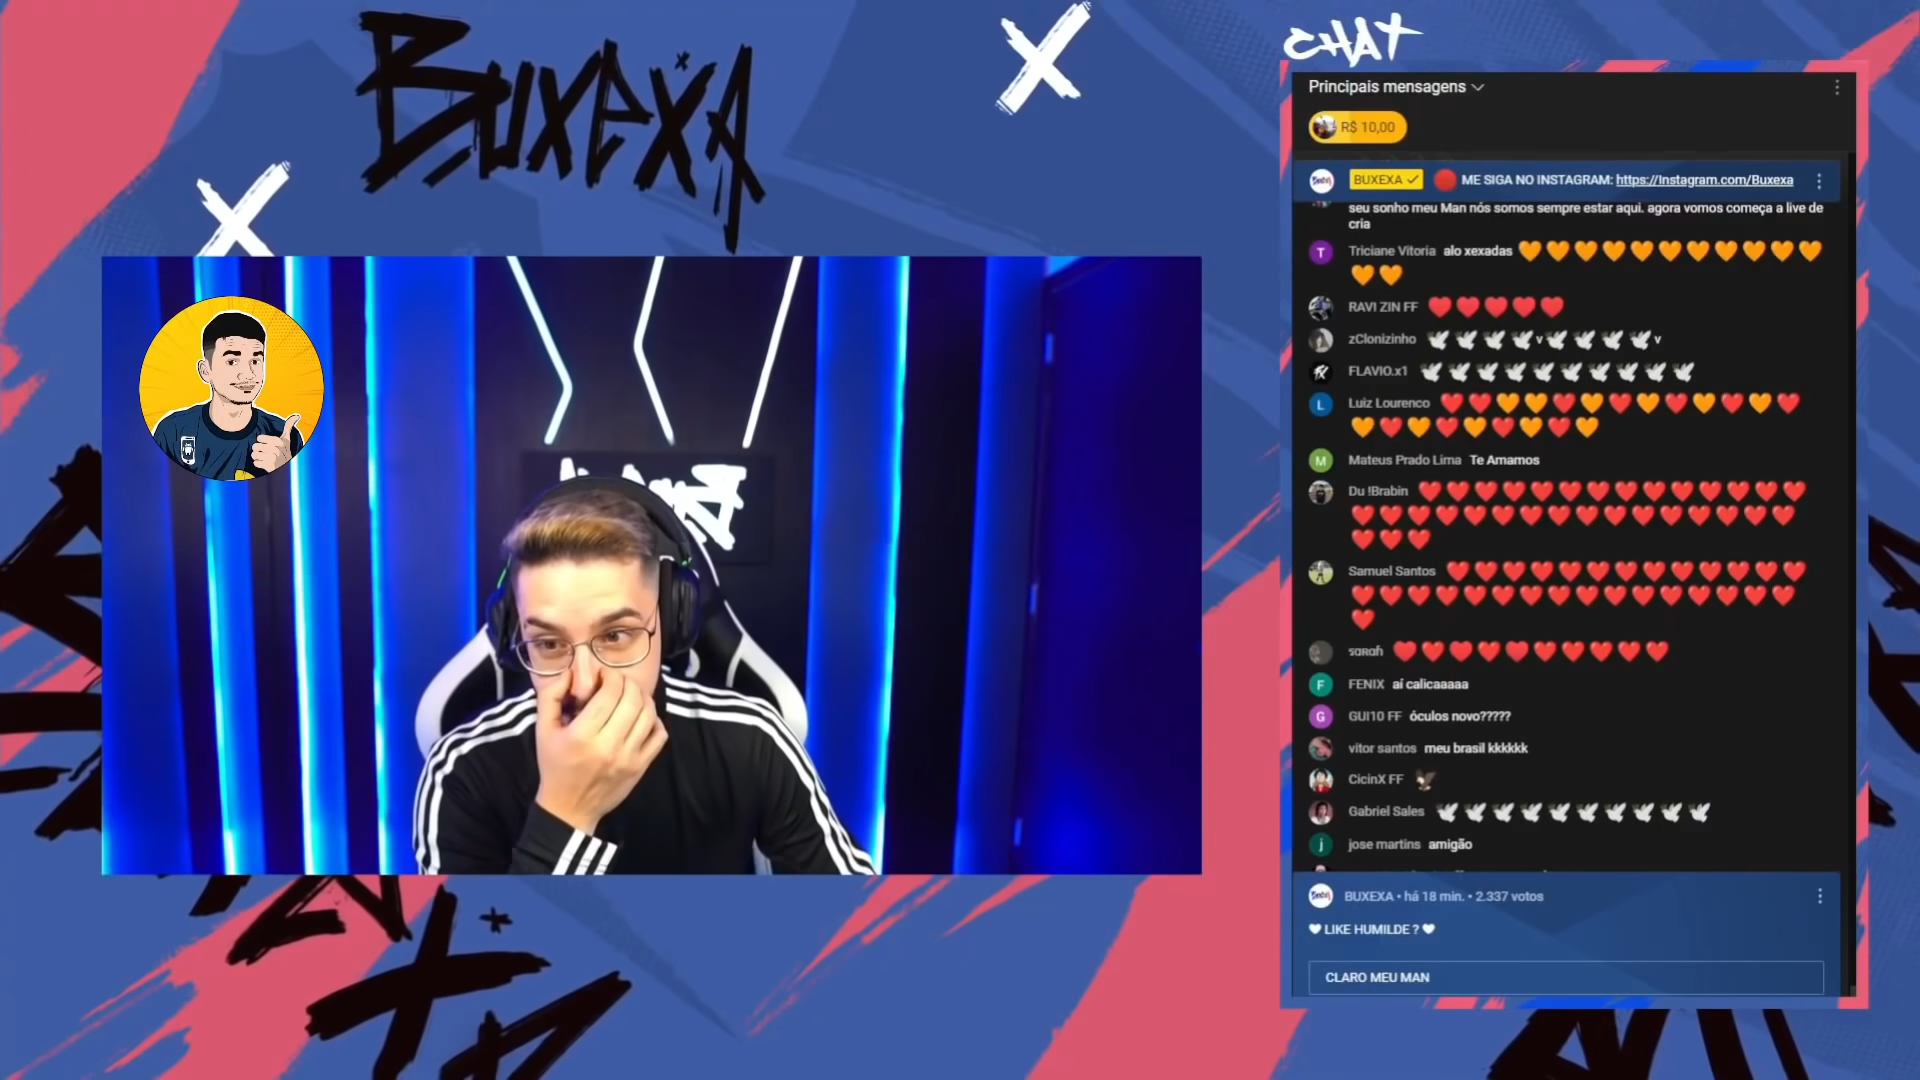 BUXEXA
CHAT
Principais mensagens
R$ 10,00
BUXEXA ME SIGA NO INSTAGRAM: https://Instagram.com/Buxexa
seu sonho meu Man nós somos sempre estar aqui. agora vomos começa a live de
cria
T Triciane Vitoria alo xexadas 🧡🧡🧡🧡🧡🧡🧡🧡🧡🧡🧡
🧡🧡
RAVI ZIN FF ❤️❤️❤️❤️❤️
zClonizinho 🕊️🕊️🕊️🕊️v🕊️🕊️🕊️🕊️v
FLAVIO.x1 🕊️🕊️🕊️🕊️🕊️🕊️🕊️🕊️🕊️🕊️
L Luiz Lourenco ❤️❤️🧡🧡❤️🧡❤️🧡❤️🧡❤️🧡❤️
🧡❤️🧡❤️🧡❤️🧡❤️🧡
M Mateus Prado Lima Te Amamos
Du !Brabin ❤️❤️❤️❤️❤️❤️❤️❤️❤️❤️❤️❤️❤️❤️
❤️❤️❤️❤️❤️❤️❤️❤️❤️❤️❤️❤️❤️❤️❤️❤️
❤️❤️❤️
Samuel Santos ❤️❤️❤️❤️❤️❤️❤️❤️❤️❤️❤️❤️❤️
❤️❤️❤️❤️❤️❤️❤️❤️❤️❤️❤️❤️❤️❤️❤️❤️
❤️
saʀaɦ ❤️❤️❤️❤️❤️❤️❤️❤️❤️❤️
F FENIX aí calicaaaaa
G GUI10 FF óculos novo?????
vitor santos meu brasil kkkkkk
CicinX FF 🦅
Gabriel Sales 🕊️🕊️🕊️🕊️🕊️🕊️🕊️🕊️🕊️🕊️
j jose martins amigão
BUXEXA • há 18 min. • 2.337 votos
🤍 LIKE HUMILDE ? 🤍
CLARO MEU MAN